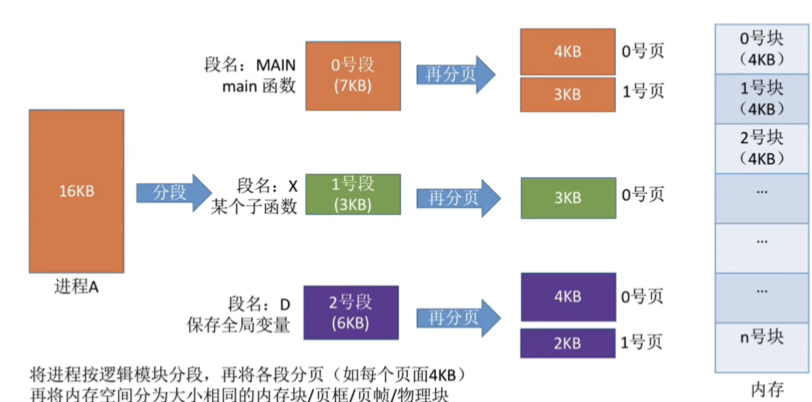 段名：MAIN
main 函数
0号段
(7KB)
再分页
4KB
0号页
3KB
1号页
16KB
进程A
分段
段名：X
某个子函数
1号段
(3KB)
再分页
3KB
0号页
段名：D
保存全局变量
2号段
(6KB)
再分页
4KB
0号页
2KB
1号页
0号块
（4KB）
1号块
（4KB）
2号块
（4KB）
...
...
...
n号块
内存
将进程按逻辑模块分段，再将各段分页（如每个页面4KB）
再将内存空间分为大小相同的内存块/页框/页帧/物理块